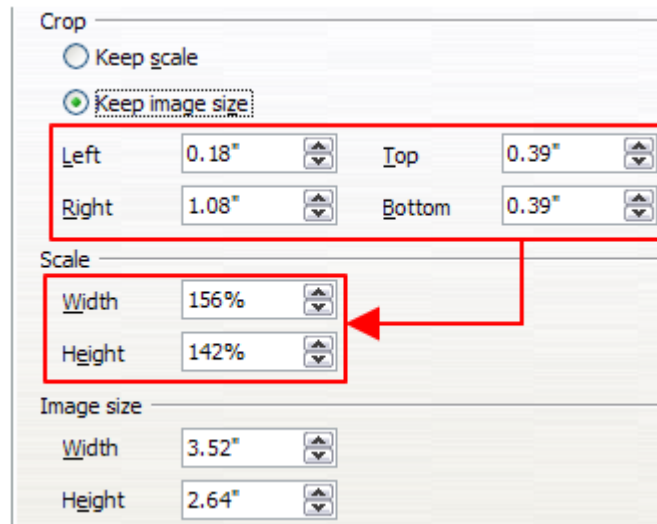 Crop
Keep scale
Keep image size
Left 0.18" Top 0.39"
Right 1.08" Bottom 0.39"
Scale
Width 156%
Height 142%
Image size
Width 3.52"
Height 2.64"